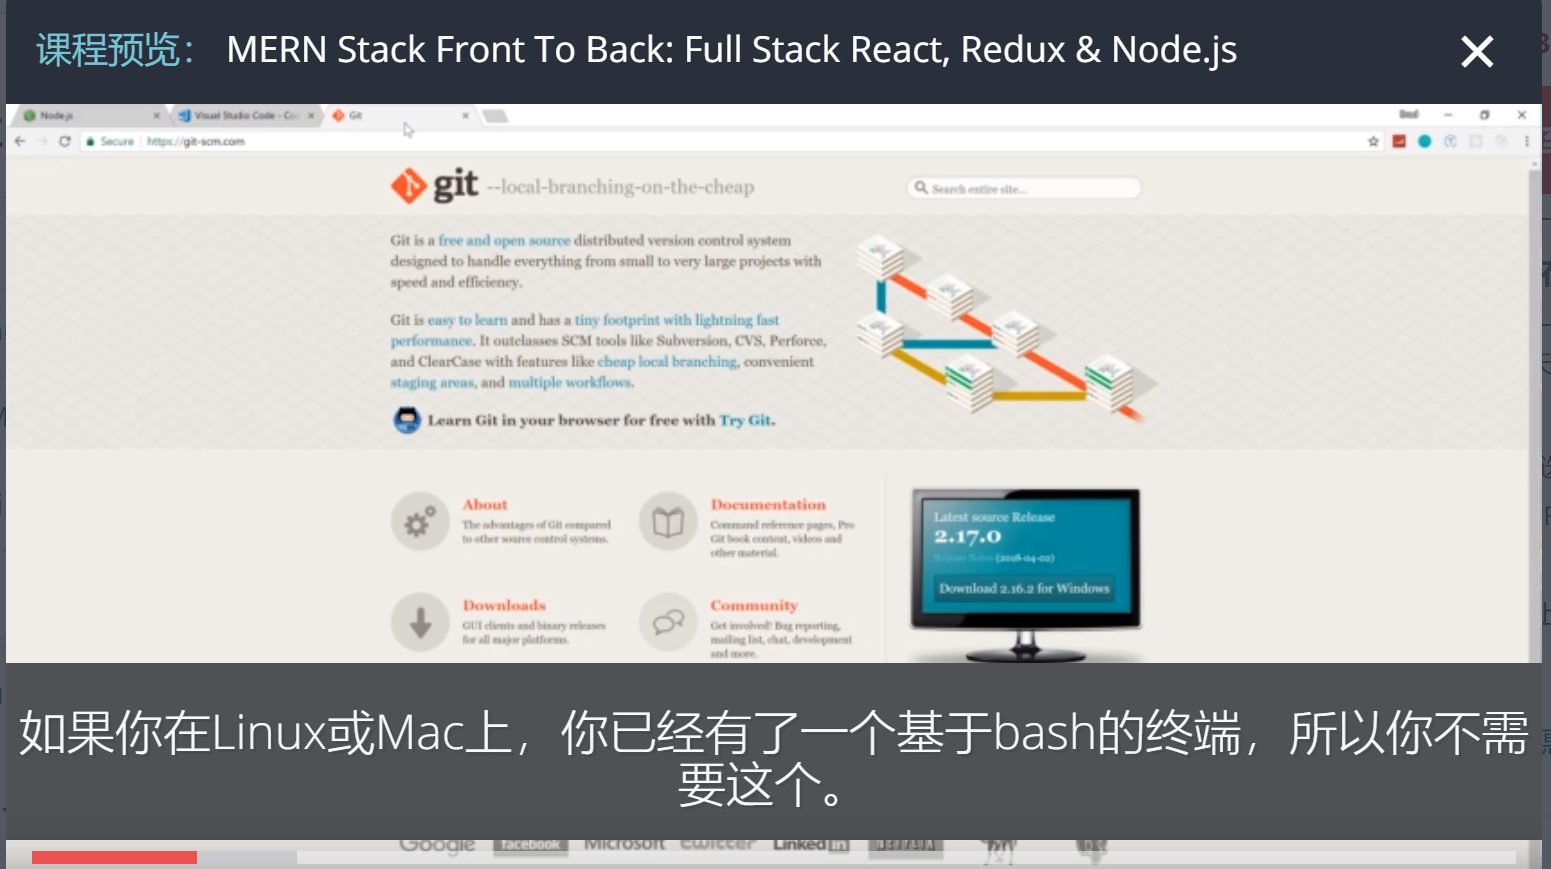 课程预览： MERN Stack Front To Back: Full Stack React, Redux & Node.js
Node.js
Visual Studio Code - Co
Git
Secure https://git-scm.com
git --local-branching-on-the-cheap
Search entire site...
Git is a free and open source distributed version control system
designed to handle everything from small to very large projects with
speed and efficiency.
Git is easy to learn and has a tiny footprint with lightning fast
performance. It outclasses SCM tools like Subversion, CVS, Perforce,
and ClearCase with features like cheap local branching, convenient
staging areas, and multiple workflows.
Learn Git in your browser for free with Try Git.
About
The advantages of Git compared
to other source control systems.
Documentation
Command reference pages, Pro
Git book content, videos and
other material.
Downloads
GUI clients and binary releases
for all major platforms.
Community
Get involved! Bug reporting,
mailing list, chat, development
and more.
Latest source Release
2.17.0
Release Notes (2018-04-02)
Download 2.16.2 for Windows
如果你在Linux或Mac上，你已经有了一个基于bash的终端，所以你不需
要这个。
Google facebook Microsoft twitter LinkedIn NETFLIX